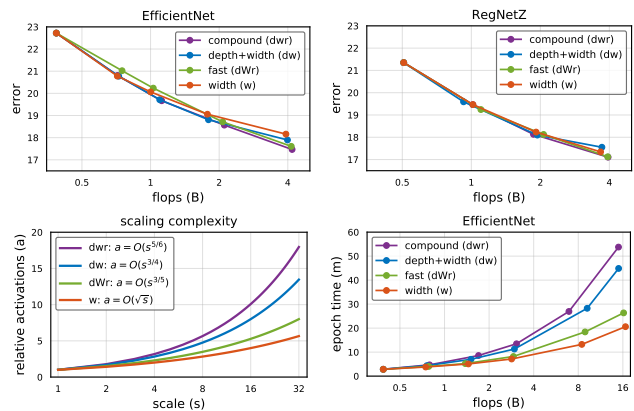 EfficientNet
error
23
22
21
20
19
18
17
compound (dwr)
depth+width (dw)
fast (dWr)
width (w)
0.5 1 2 4
flops (B)
RegNetZ
error
23
22
21
20
19
18
17
compound (dwr)
depth+width (dw)
fast (dWr)
width (w)
0.5 1 2 4
flops (B)
scaling complexity
relative activations (a)
20
15
10
5
0
dwr: a = O(s^{5/6})
dw: a = O(s^{3/4})
dWr: a = O(s^{3/5})
w: a = O(√s)
1 2 4 8 16 32
scale (s)
EfficientNet
epoch time (m)
60
50
40
30
20
10
0
compound (dwr)
depth+width (dw)
fast (dWr)
width (w)
0.5 1 2 4 8 16
flops (B)